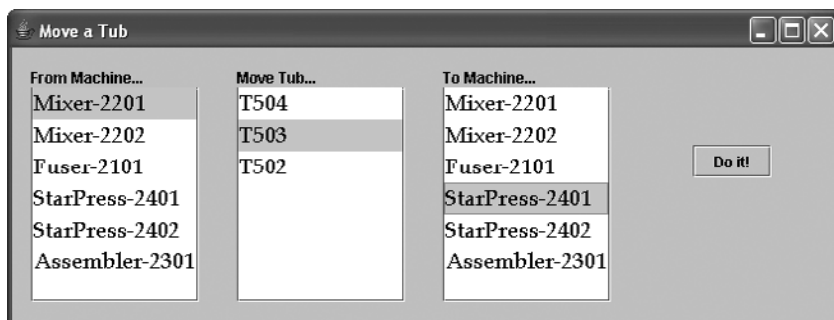 Move a Tub
From Machine...
Mixer-2201
Mixer-2202
Fuser-2101
StarPress-2401
StarPress-2402
Assembler-2301
Move Tub...
T504
T503
T502
To Machine...
Mixer-2201
Mixer-2202
Fuser-2101
StarPress-2401
StarPress-2402
Assembler-2301
Do it!